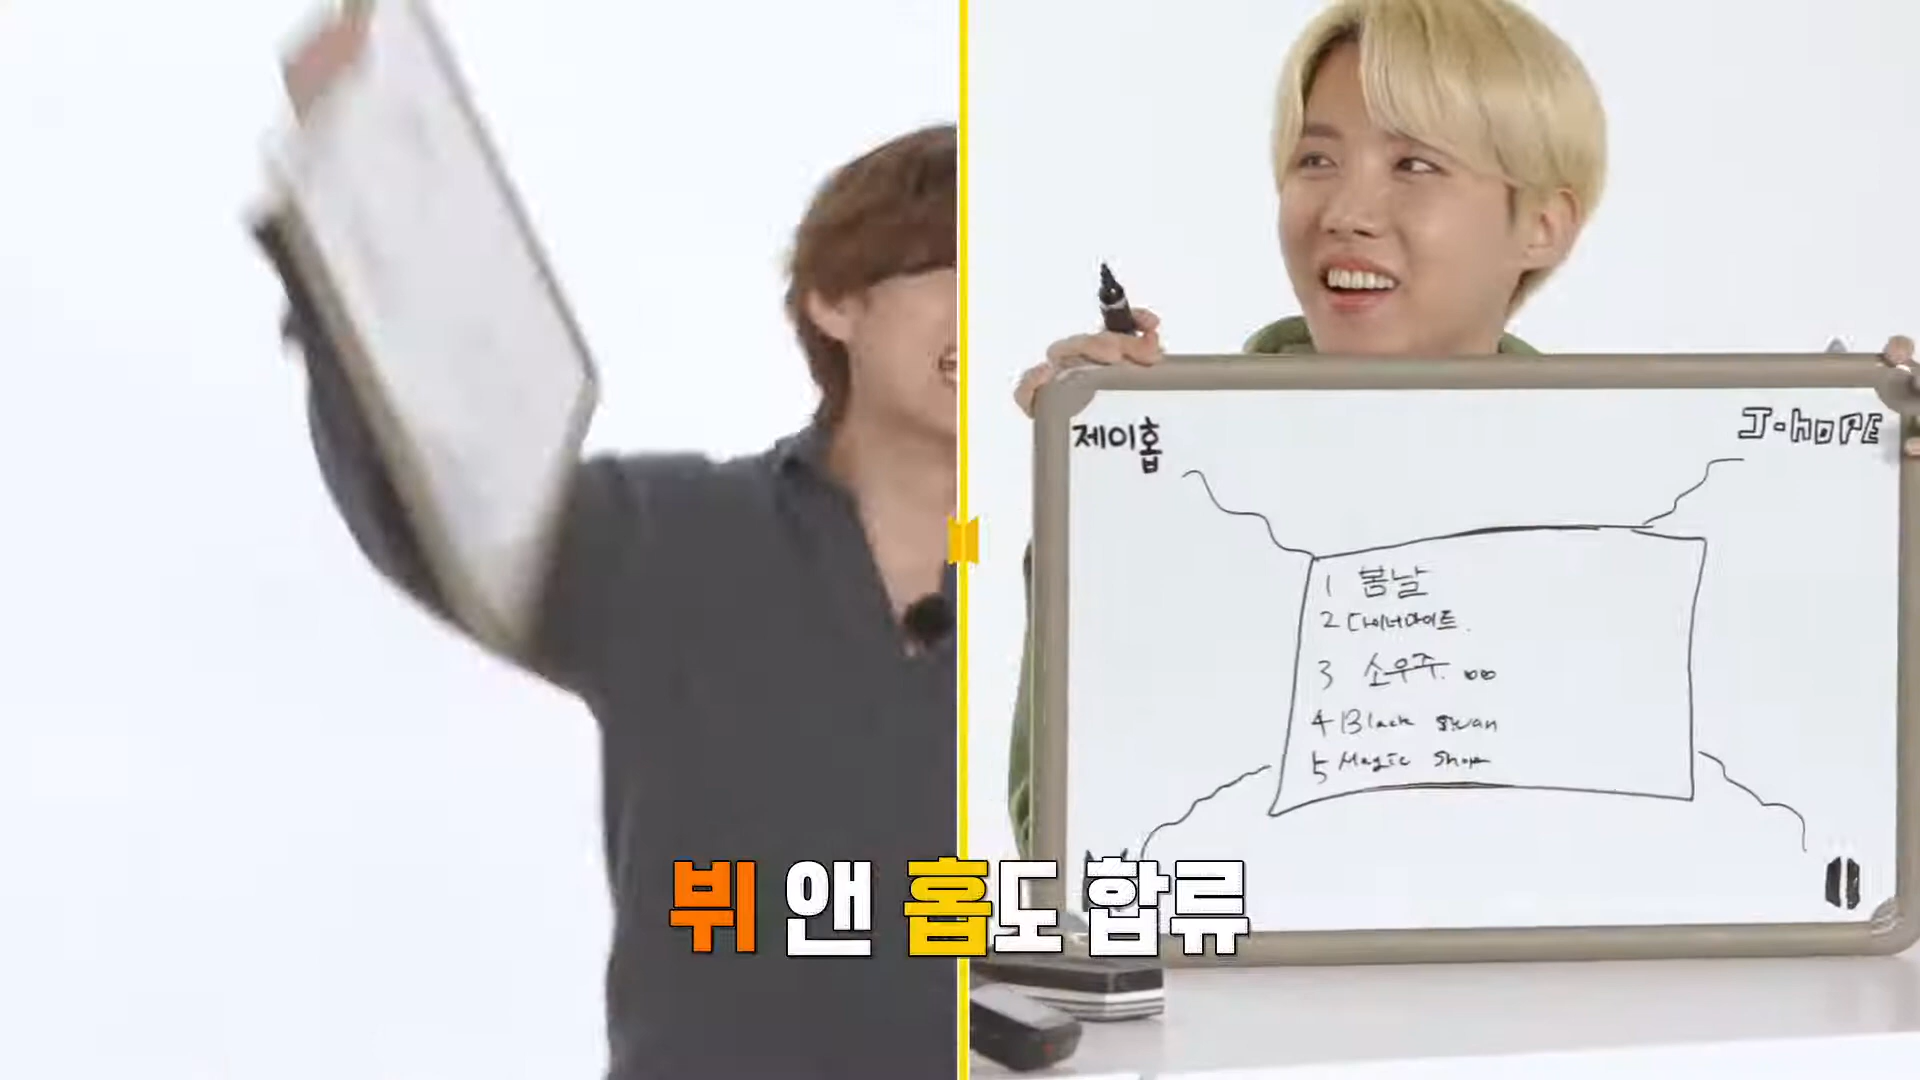 제이홉
J-hOPE
1 봄날
2 다이너마이트.
3 소우주. ∞
4 Black Swan
5 Magic Shop
뷔 앤 홉도 합류